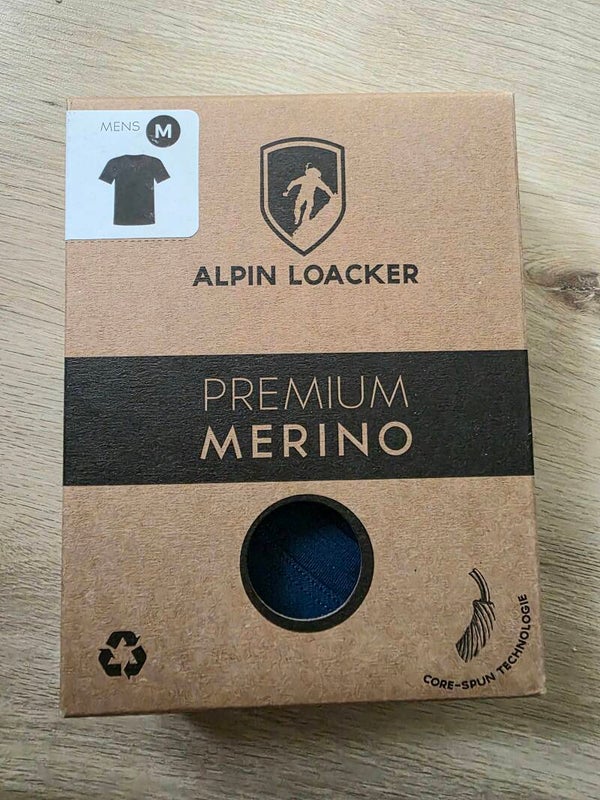 MENS M
ALPIN LOACKER
PREMIUM
MERINO
CORE-SPUN TECHNOLOGIE